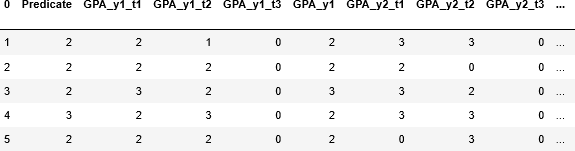 0 Predicate GPA_y1_t1 GPA_y1_t2 GPA_y1_t3 GPA_y1 GPA_y2_t1 GPA_y2_t2 GPA_y2_t3 ...
1 2 2 1 0 2 3 3 0 ...
2 2 2 2 0 2 2 0 0 ...
3 2 3 2 0 3 3 2 0 ...
4 3 2 3 0 2 3 3 0 ...
5 2 2 2 0 2 0 3 0 ...